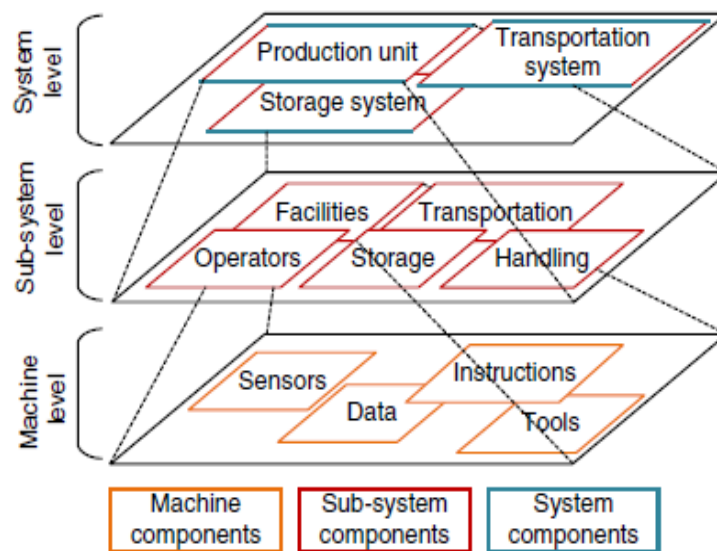 System
level
Production unit
Transportation
system
Storage system
Sub-system
level
Facilities
Transportation
Operators
Storage
Handling
Machine
level
Sensors
Instructions
Data
Tools
Machine
components
Sub-system
components
System
components